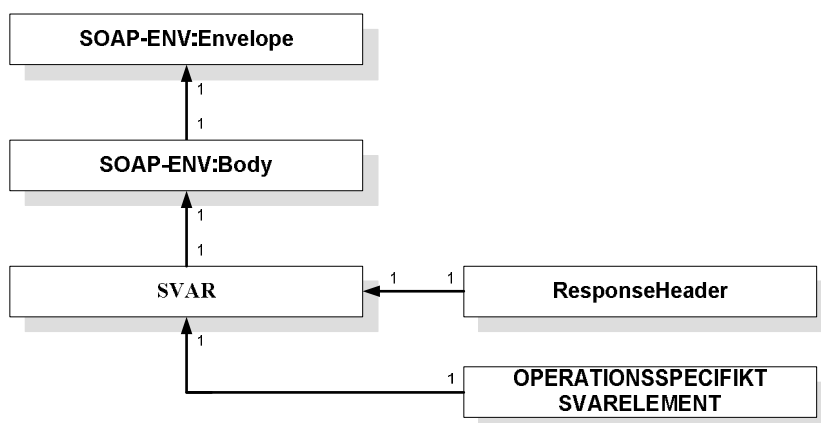 SOAP-ENV:Envelope
1
1
SOAP-ENV:Body
1
1
SVAR
1
1
ResponseHeader
1
1
OPERATIONSSPECIFIKT
SVARELEMENT